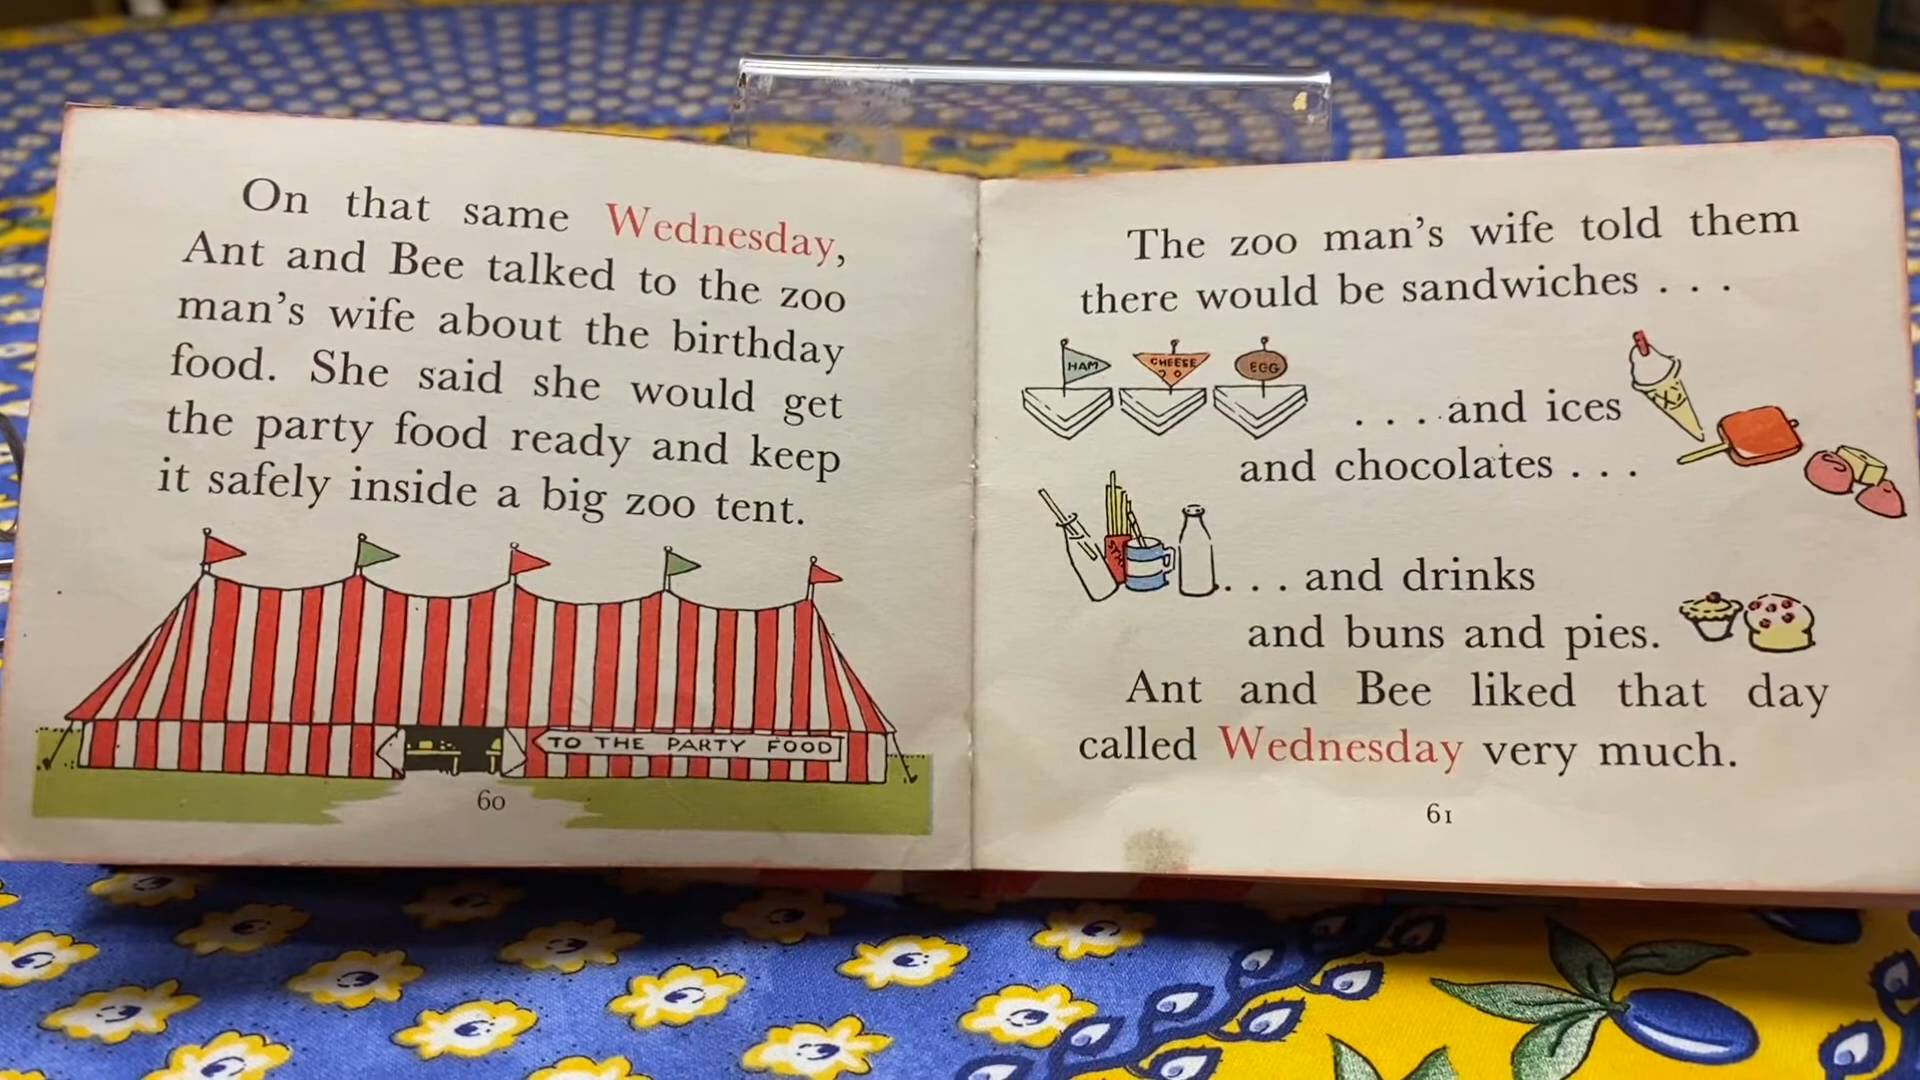 On that same Wednesday,
Ant and Bee talked to the zoo
man's wife about the birthday
food. She said she would get
the party food ready and keep
it safely inside a big zoo tent.
TO THE PARTY FOOD
60
The zoo man's wife told them
there would be sandwiches . . .
HAM
CHEESE
EGG
. . . and ices
and chocolates . . .
. . . and drinks
and buns and pies.
Ant and Bee liked that day
called Wednesday very much.
61